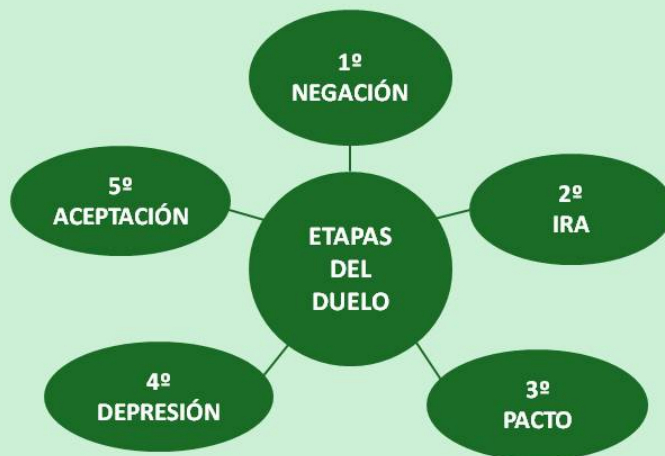 1º
NEGACIÓN
5º
ACEPTACIÓN
2º
IRA
ETAPAS
DEL
DUELO
4º
DEPRESIÓN
3º
PACTO